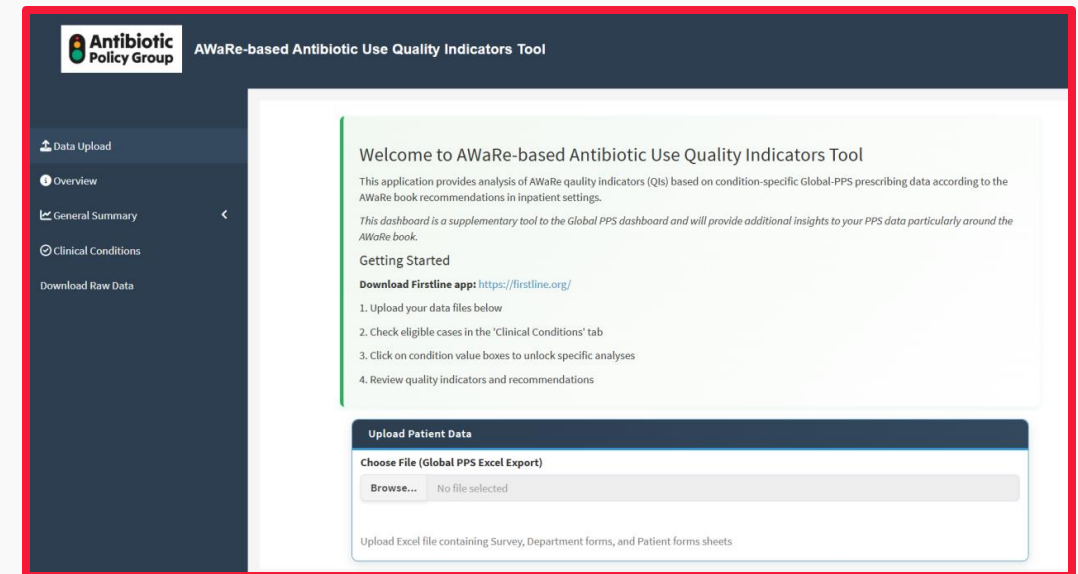 Antibiotic
Policy Group
AWaRe-based Antibiotic Use Quality Indicators Tool
Data Upload
Overview
General Summary
Clinical Conditions
Download Raw Data
Welcome to AWaRe-based Antibiotic Use Quality Indicators Tool
This application provides analysis of AWaRe qaulity indicators (QIs) based on condition-specific Global-PPS prescribing data according to the
AWaRe book recommendations in inpatient settings.
This dashboard is a supplementary tool to the Global PPS dashboard and will provide additional insights to your PPS data particularly around the
AWaRe book.
Getting Started
Download Firstline app: https://firstline.org/
1. Upload your data files below
2. Check eligible cases in the 'Clinical Conditions' tab
3. Click on condition value boxes to unlock specific analyses
4. Review quality indicators and recommendations
Upload Patient Data
Choose File (Global PPS Excel Export)
Browse... No file selected
Upload Excel file containing Survey, Department forms, and Patient forms sheets